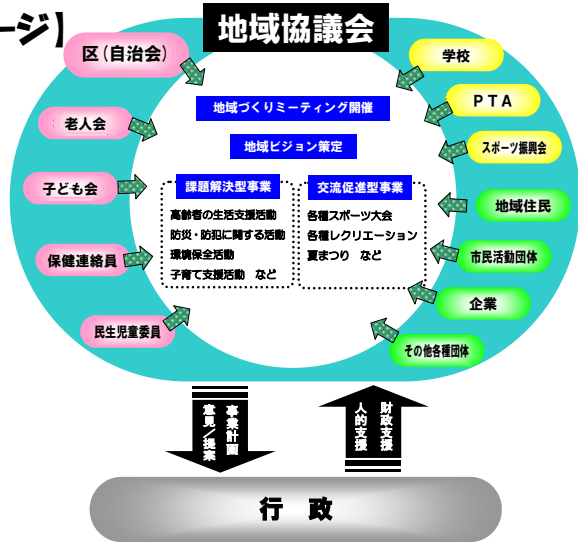 ージ】
地域協議会
区(自治会)
老人会
子ども会
保健連絡員
民生児童委員
学校
PTA
スポーツ振興会
地域住民
市民活動団体
企業
その他各種団体
地域づくりミーティング開催
地域ビジョン策定
課題解決型事業
高齢者の生活支援活動
防災・防犯に関する活動
環境保全活動
子育て支援活動 など
交流促進型事業
各種スポーツ大会
各種レクリエーション
夏まつり など
事業計画
意見/提案
財政支援
人的支援
行 政